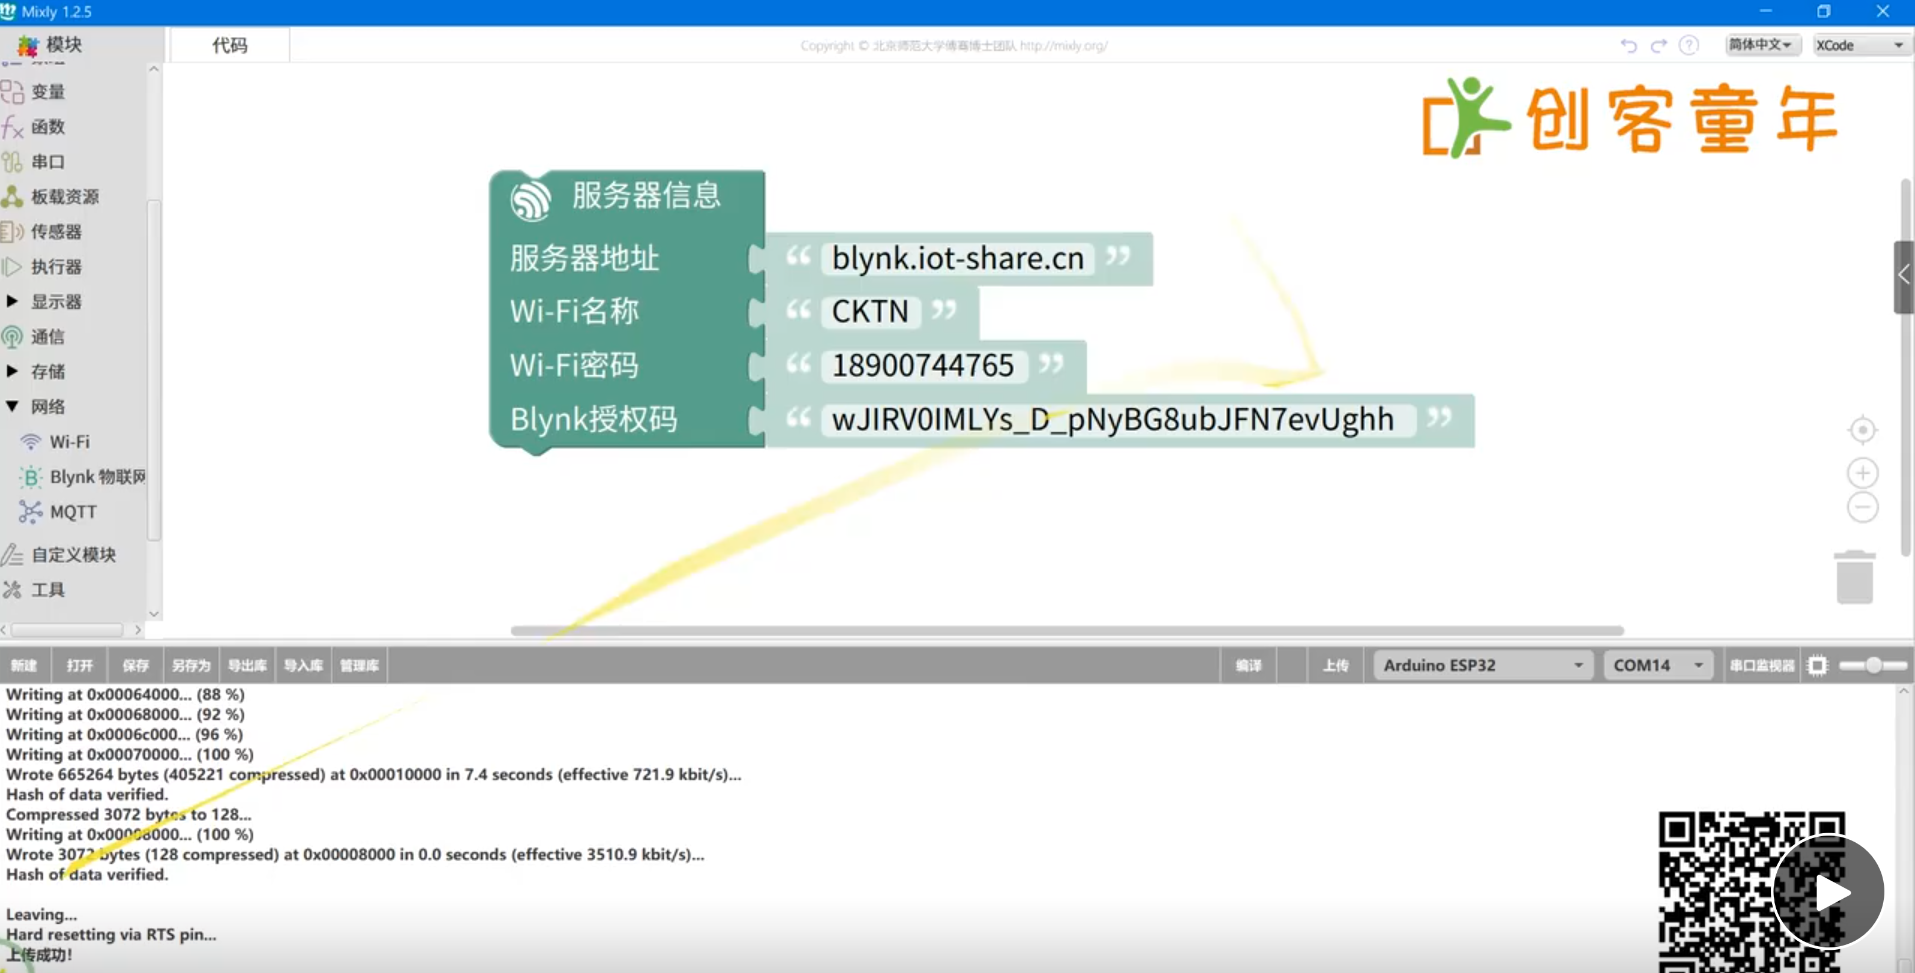 Mixly 1.2.5
模块
代码
Copyright © 北京师范大学傅骞博士团队 http://mixly.org/
简体中文
XCode
变量
函数
串口
板载资源
传感器
执行器
显示器
通信
存储
网络
Wi-Fi
Blynk 物联网
MQTT
自定义模块
工具
创客童年
服务器信息
服务器地址 “ blynk.iot-share.cn ”
Wi-Fi名称 “ CKTN ”
Wi-Fi密码 “ 18900744765 ”
Blynk授权码 “ wJIRV0IMLYs_D_pNyBG8ubJFN7evUghh ”
新建 打开 保存 另存为 导出库 导入库 管理库 编译 上传 Arduino ESP32 COM14 串口监视器
Writing at 0x00064000... (88 %)
Writing at 0x00068000... (92 %)
Writing at 0x0006c000... (96 %)
Writing at 0x00070000... (100 %)
Wrote 665264 bytes (405221 compressed) at 0x00010000 in 7.4 seconds (effective 721.9 kbit/s)...
Hash of data verified.
Compressed 3072 bytes to 128...
Writing at 0x00008000... (100 %)
Wrote 3072 bytes (128 compressed) at 0x00008000 in 0.0 seconds (effective 3510.9 kbit/s)...
Hash of data verified.
Leaving...
Hard resetting via RTS pin...
上传成功!